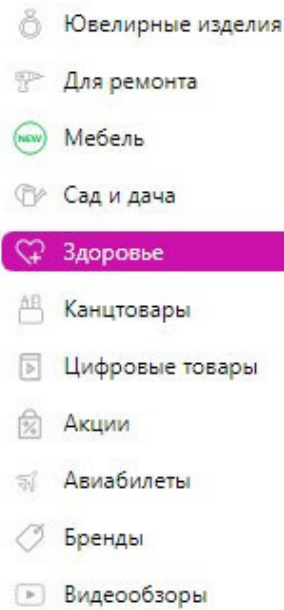 Ювелирные изделия
Для ремонта
NEW Мебель
Сад и дача
Здоровье
Канцтовары
Цифровые товары
Акции
Авиабилеты
Бренды
Видеообзоры